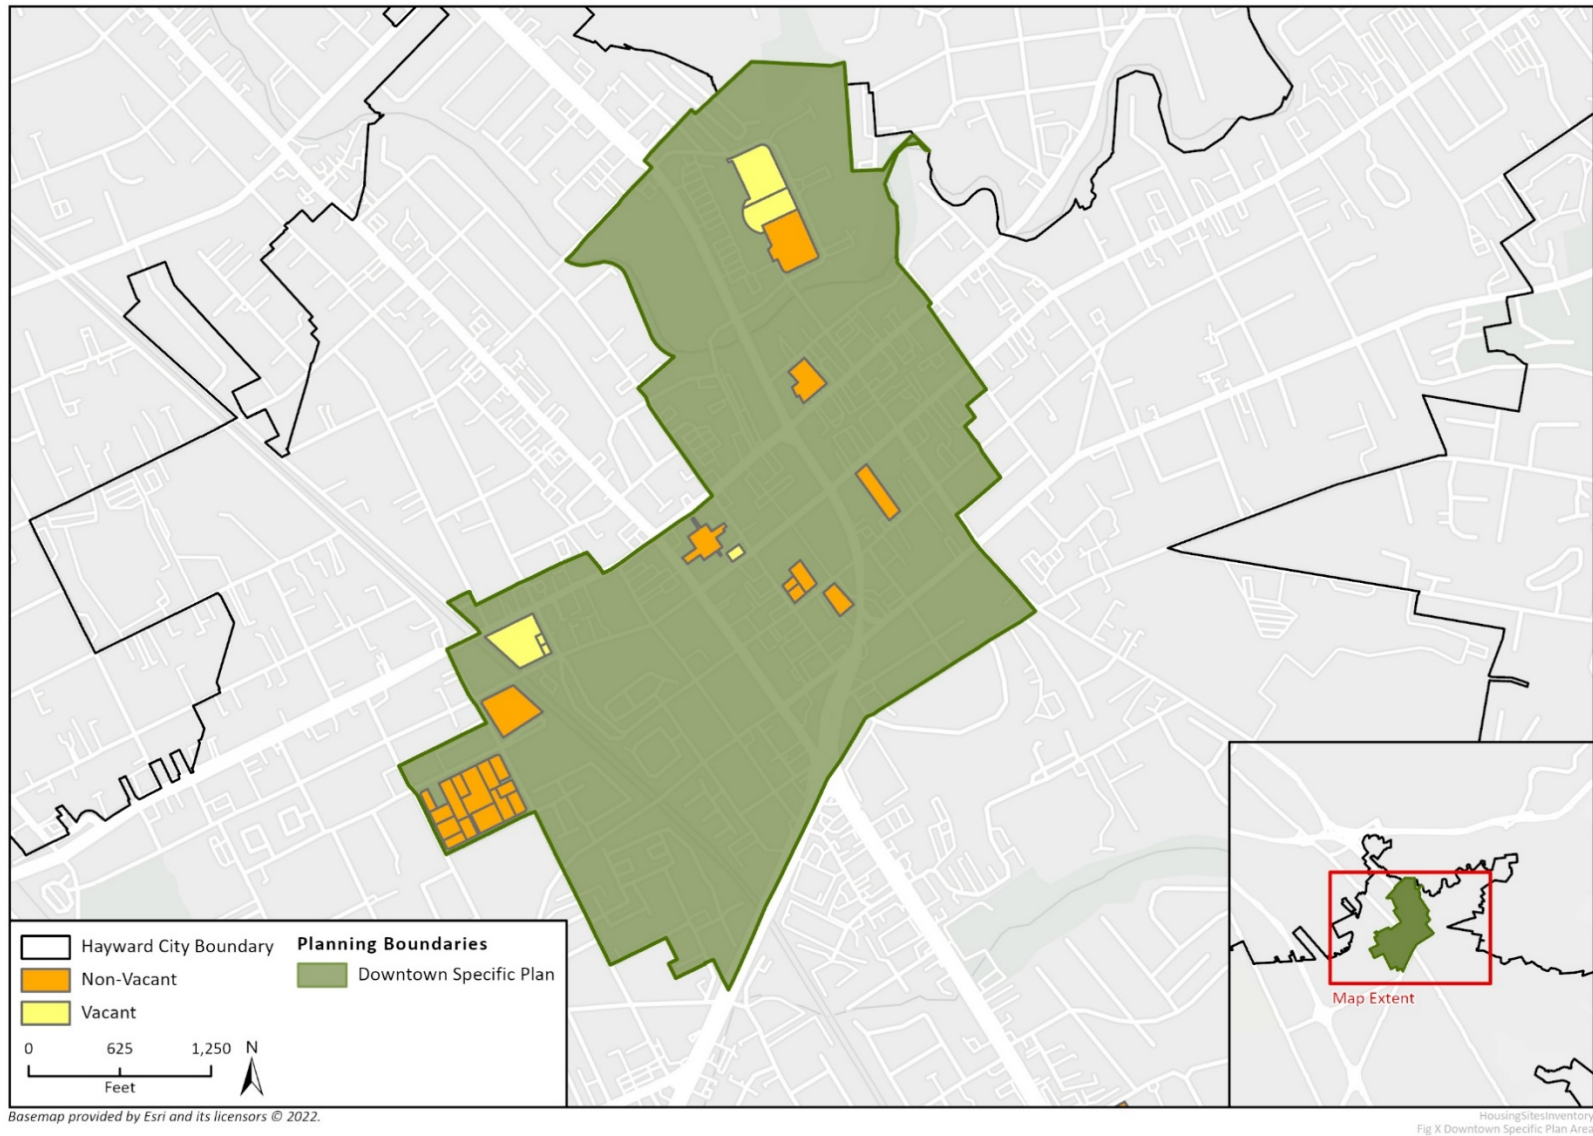 Hayward City Boundary
Non-Vacant
Vacant
Planning Boundaries
Downtown Specific Plan
0 625 1,250
Feet
N
Map Extent
Basemap provided by Esri and its licensors © 2022.
HousingSitesInventory
Fig X Downtown Specific Plan Area